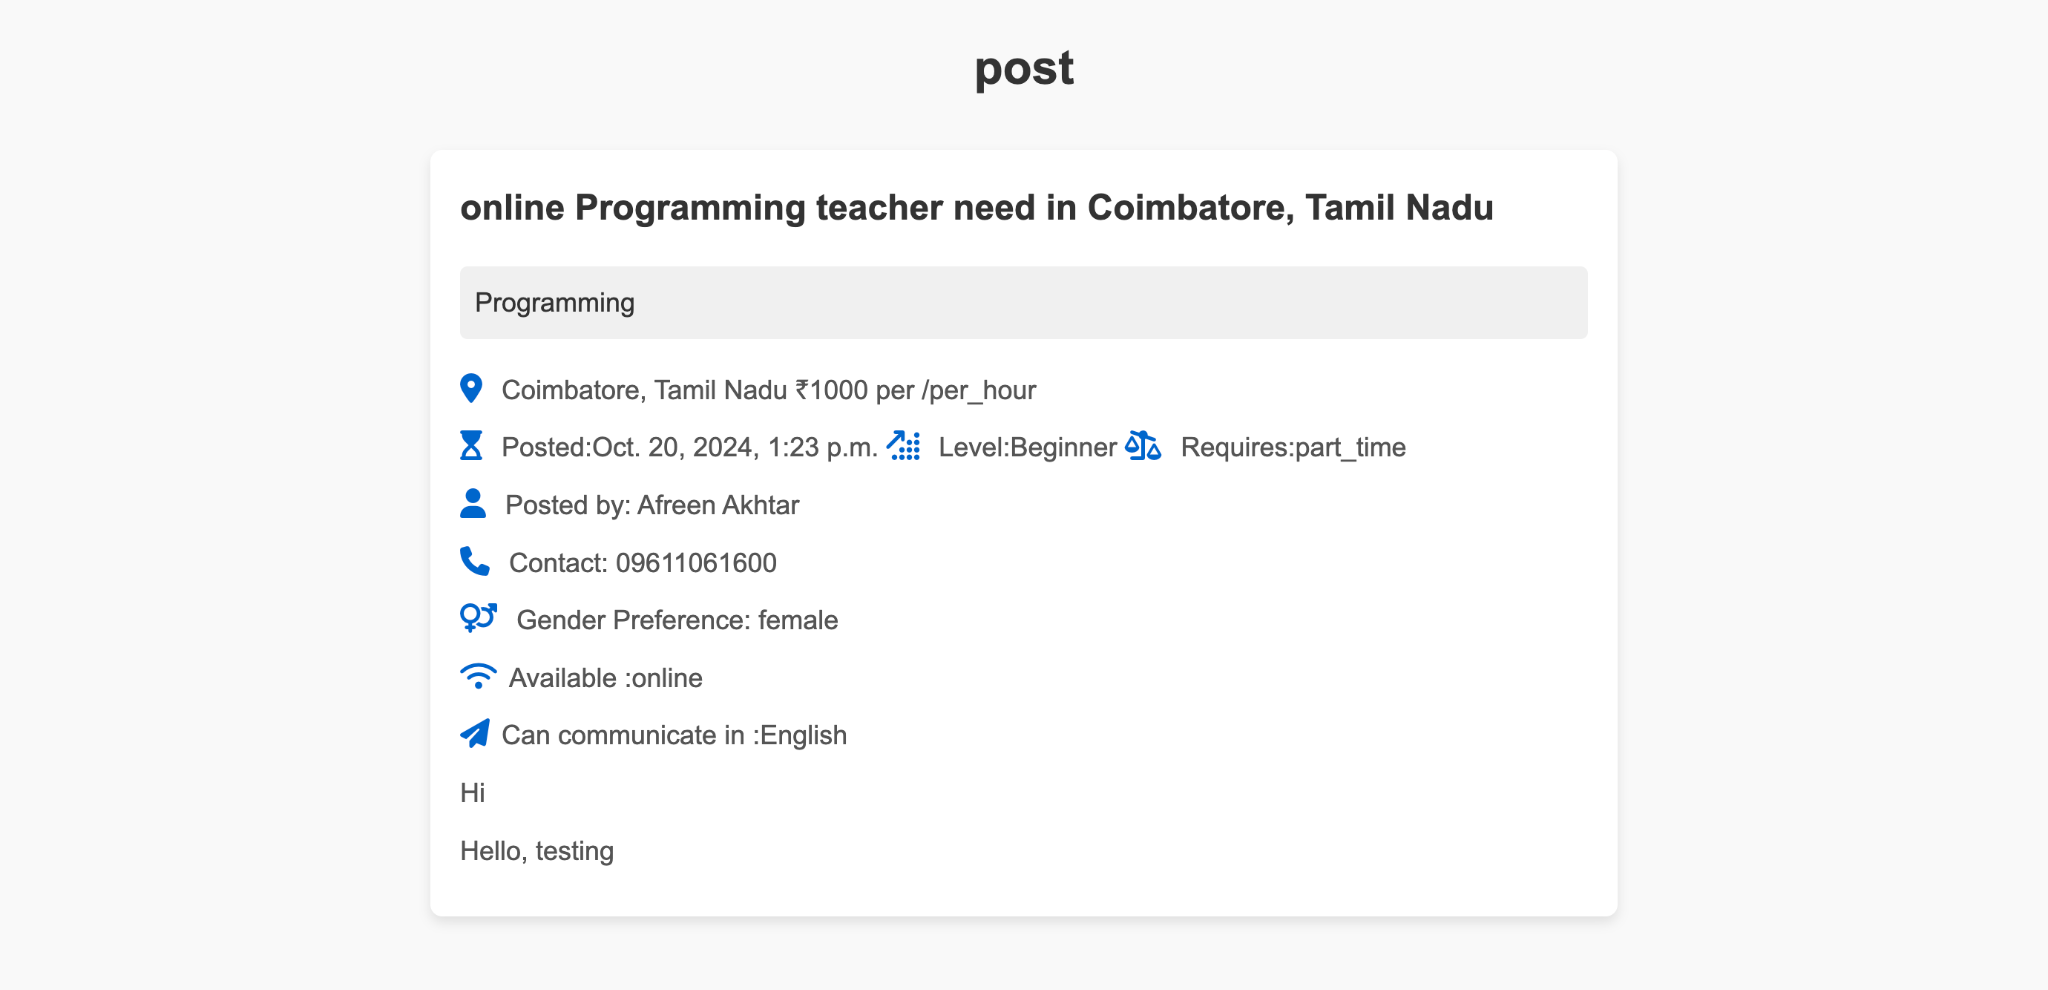 post
online Programming teacher need in Coimbatore, Tamil Nadu
Programming
Coimbatore, Tamil Nadu ₹1000 per /per_hour
Posted:Oct. 20, 2024, 1:23 p.m. Level:Beginner Requires:part_time
Posted by: Afreen Akhtar
Contact: 09611061600
Gender Preference: female
Available :online
Can communicate in :English
Hi
Hello, testing